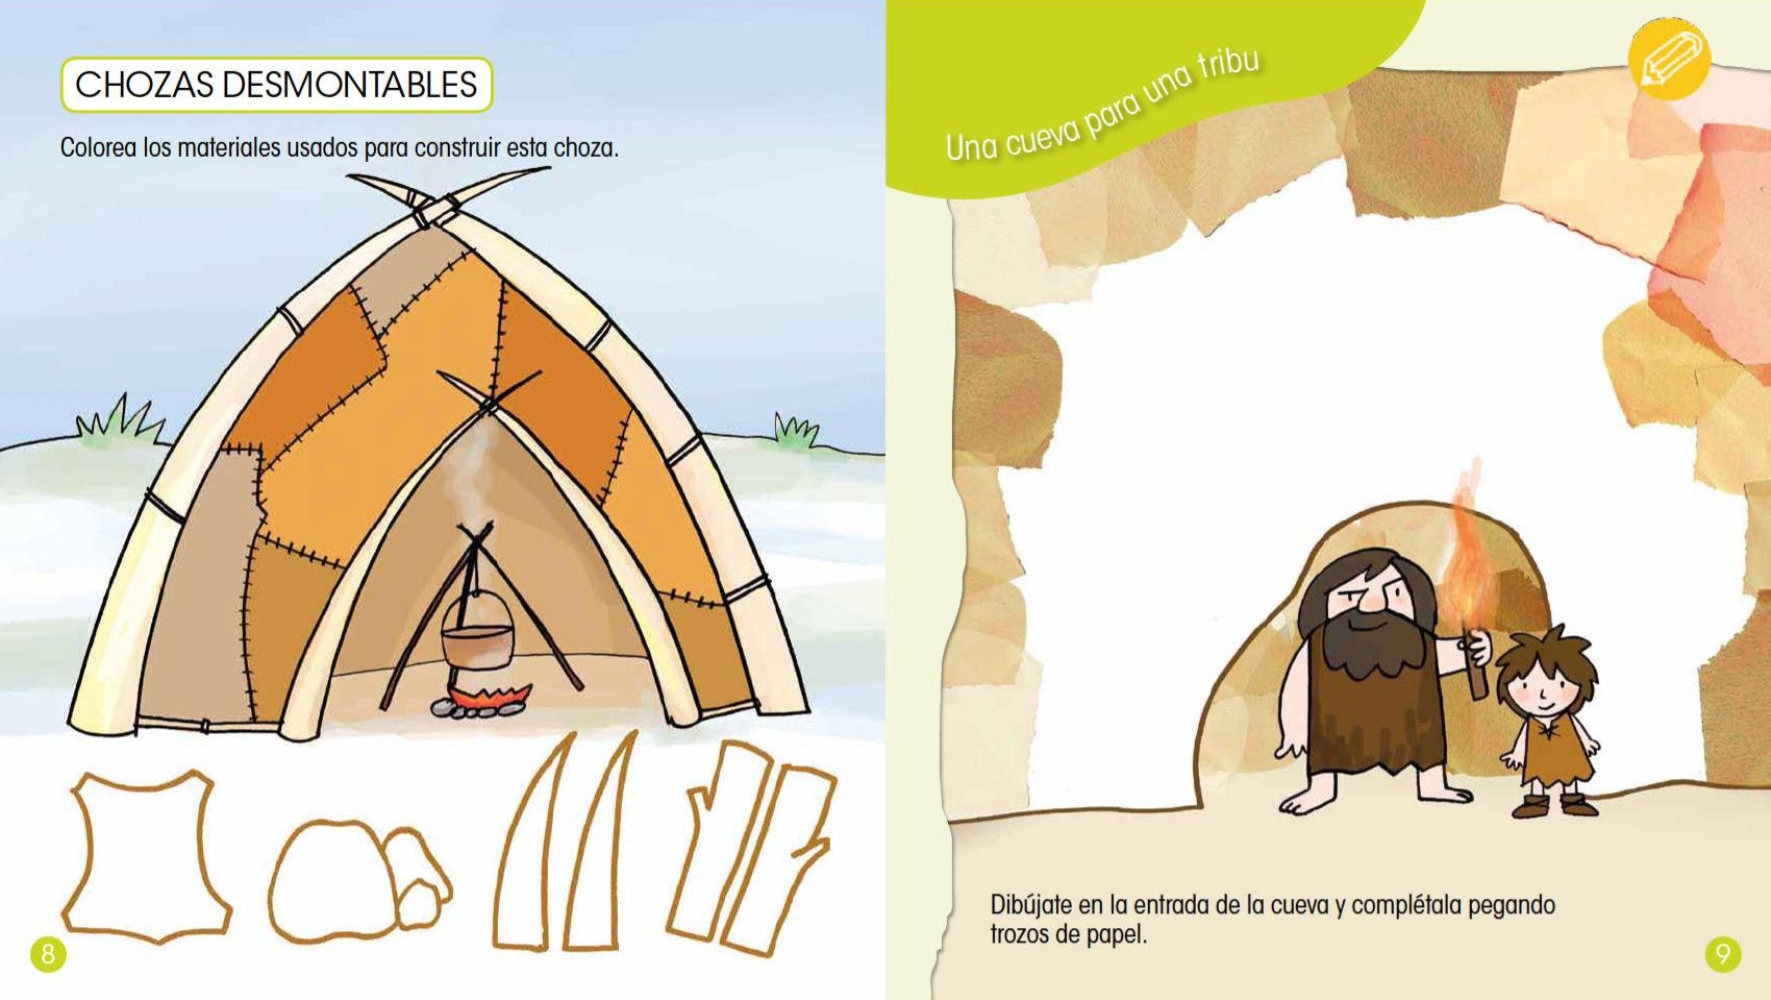 CHOZAS DESMONTABLES
Colorea los materiales usados para construir esta choza.
8
Una cueva para una tribu
Dibújate en la entrada de la cueva y complétala pegando
trozos de papel.
9